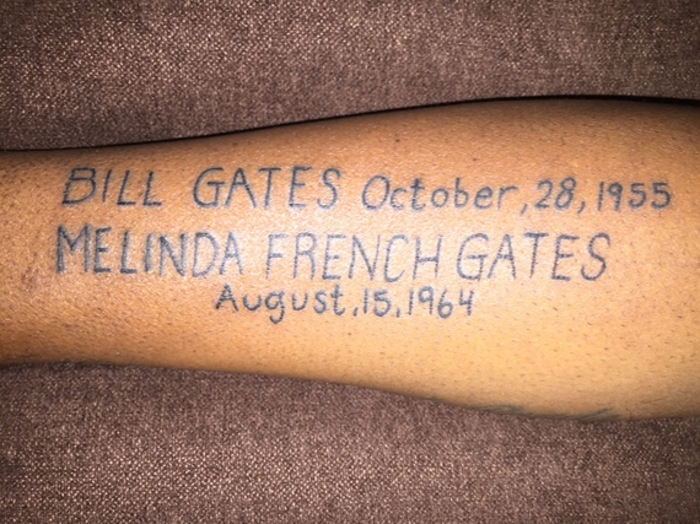 BILL GATES October,28,1955
MELINDA FRENCH GATES
August,15,1964